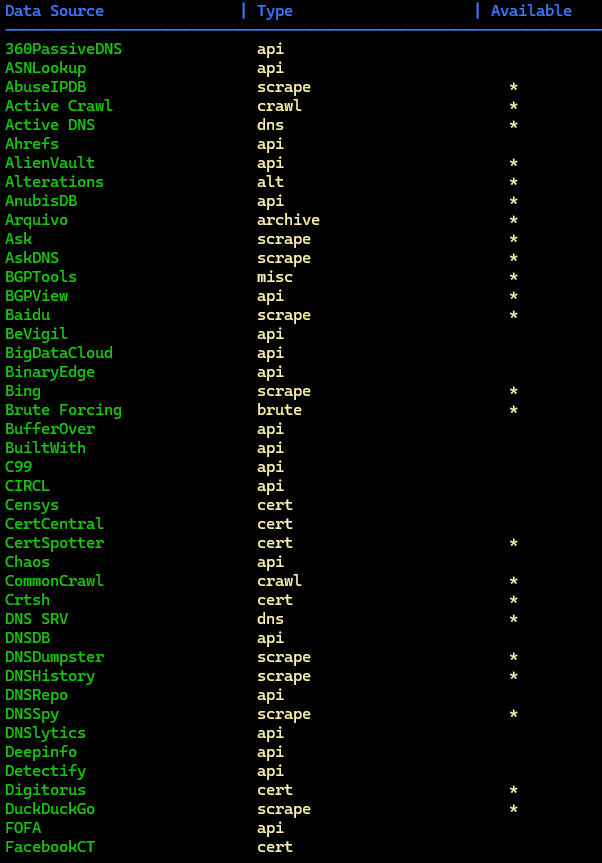 Data Source | Type | Available
360PassiveDNS api
ASNLookup api
AbuseIPDB scrape *
Active Crawl crawl *
Active DNS dns *
Ahrefs api
AlienVault api *
Alterations alt *
AnubisDB api *
Arquivo archive *
Ask scrape *
AskDNS scrape *
BGPTools misc *
BGPView api *
Baidu scrape *
BeVigil api
BigDataCloud api
BinaryEdge api
Bing scrape *
Brute Forcing brute *
BufferOver api
BuiltWith api
C99 api
CIRCL api
Censys cert
CertCentral cert
CertSpotter cert *
Chaos api
CommonCrawl crawl *
Crtsh cert *
DNS SRV dns *
DNSDB api
DNSDumpster scrape *
DNSHistory scrape *
DNSRepo api
DNSSpy scrape *
DNSlytics api
Deepinfo api
Detectify api
Digitorus cert *
DuckDuckGo scrape *
FOFA api
FacebookCT cert